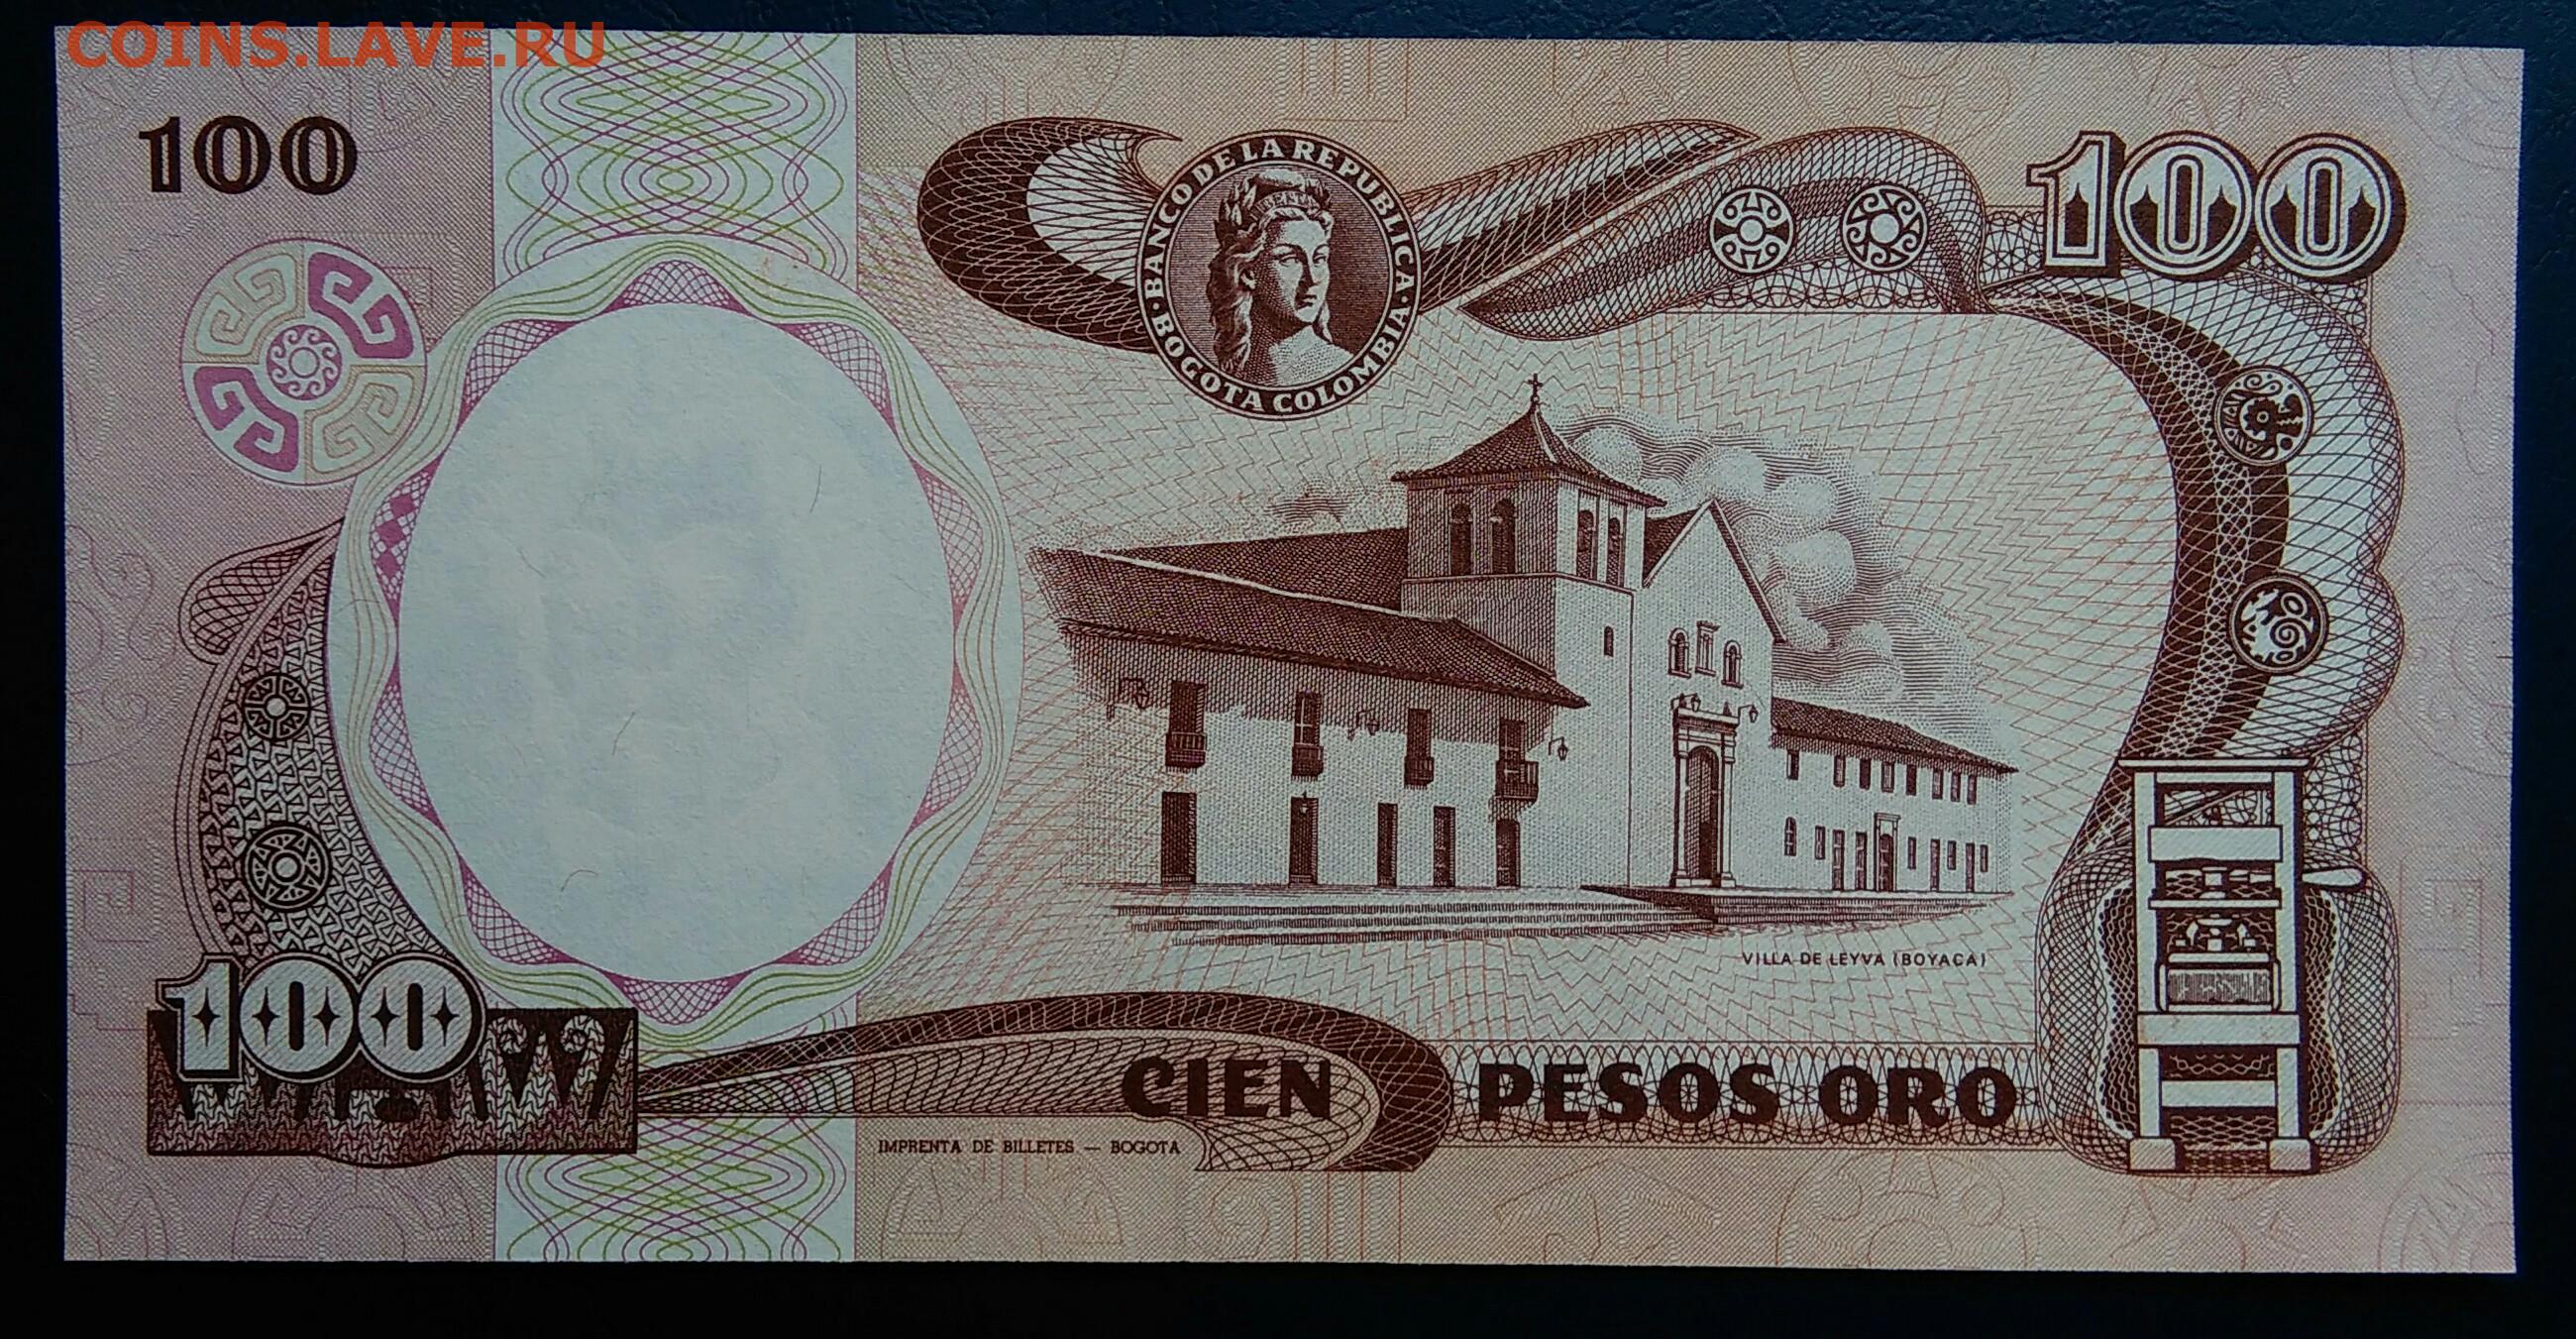 COINS.LAVE.RU
100
100
BANCO DE LA REPUBLICA
BOGOTA COLOMBIA
VILLA DE LEYVA (BOYACA)
100
CIEN PESOS ORO
IMPRENTA DE BILLETES — BOGOTA